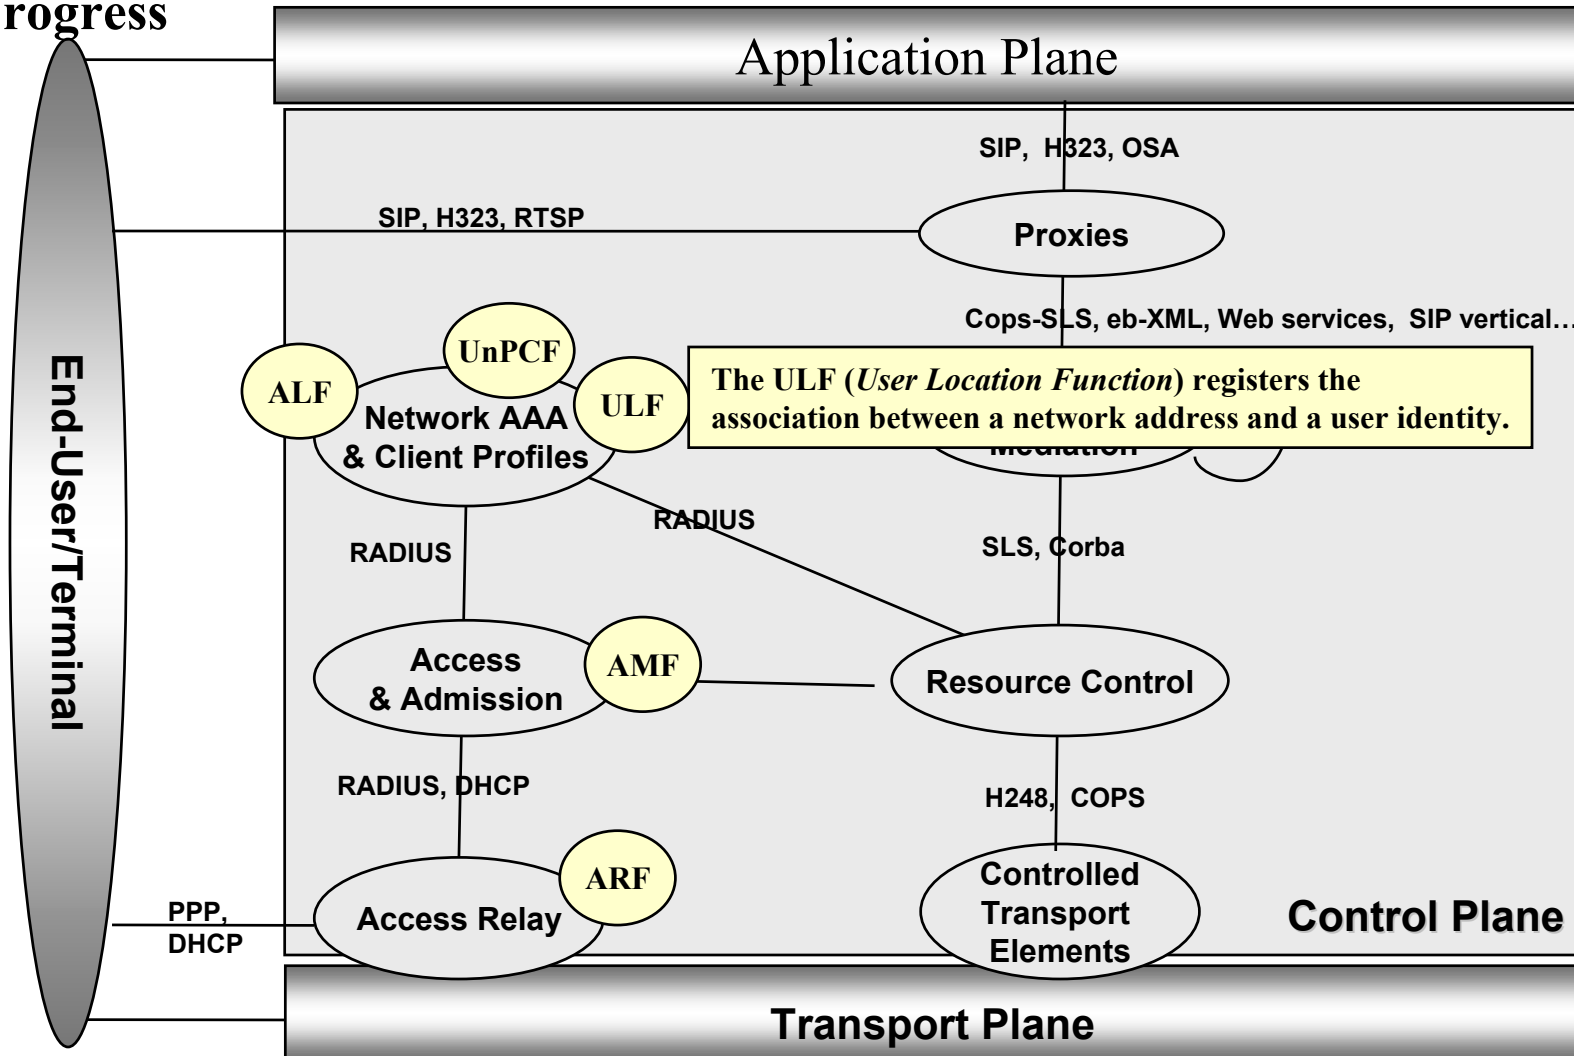 rogress
Application Plane
SIP, H323, OSA
SIP, H323, RTSP
Proxies
Cops-SLS, eb-XML, Web services, SIP vertical…
UnPCF
ALF
ULF
Network AAA
& Client Profiles
The ULF (User Location Function) registers the
association between a network address and a user identity.
Mediation
RADIUS
RADIUS
SLS, Corba
End-User/Terminal
Access
& Admission
AMF
Resource Control
RADIUS, DHCP
H248, COPS
ARF
Access Relay
Controlled
Transport
Elements
PPP,
DHCP
Control Plane
Transport Plane